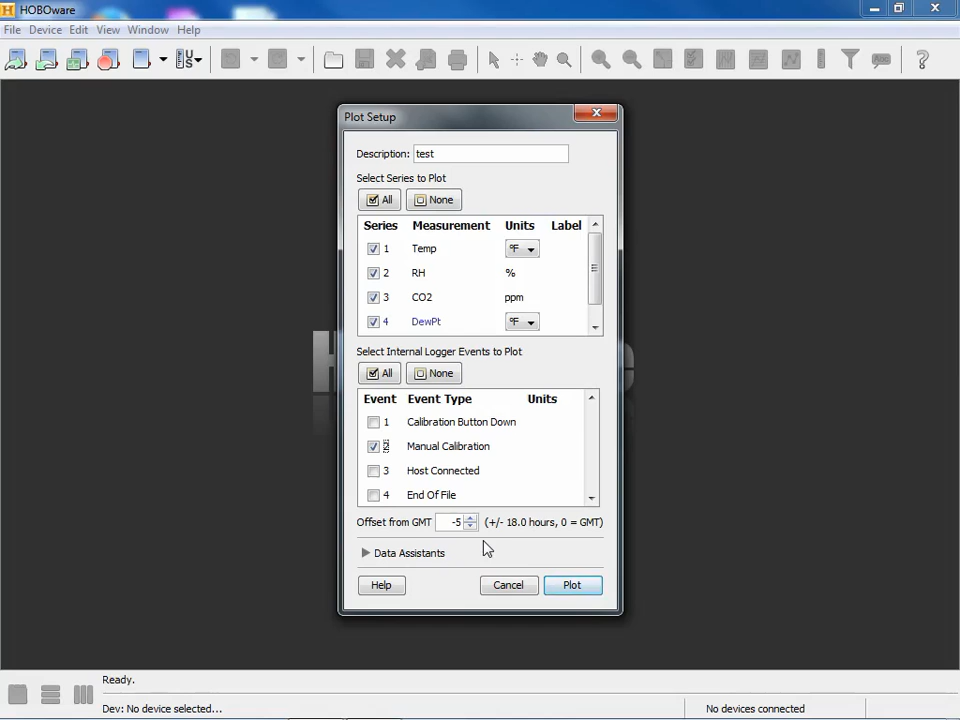 HOBOware
File Device Edit View Window Help
Plot Setup
Description: test
Select Series to Plot
All None
Series Measurement Units Label
1 Temp °F
2 RH %
3 CO2 ppm
4 DewPt °F
Select Internal Logger Events to Plot
All None
Event Event Type Units
1 Calibration Button Down
2 Manual Calibration
3 Host Connected
4 End Of File
Offset from GMT -5 (+/- 18.0 hours, 0 = GMT)
Data Assistants
Help Cancel Plot
Ready.
Dev: No device selected... No devices connected